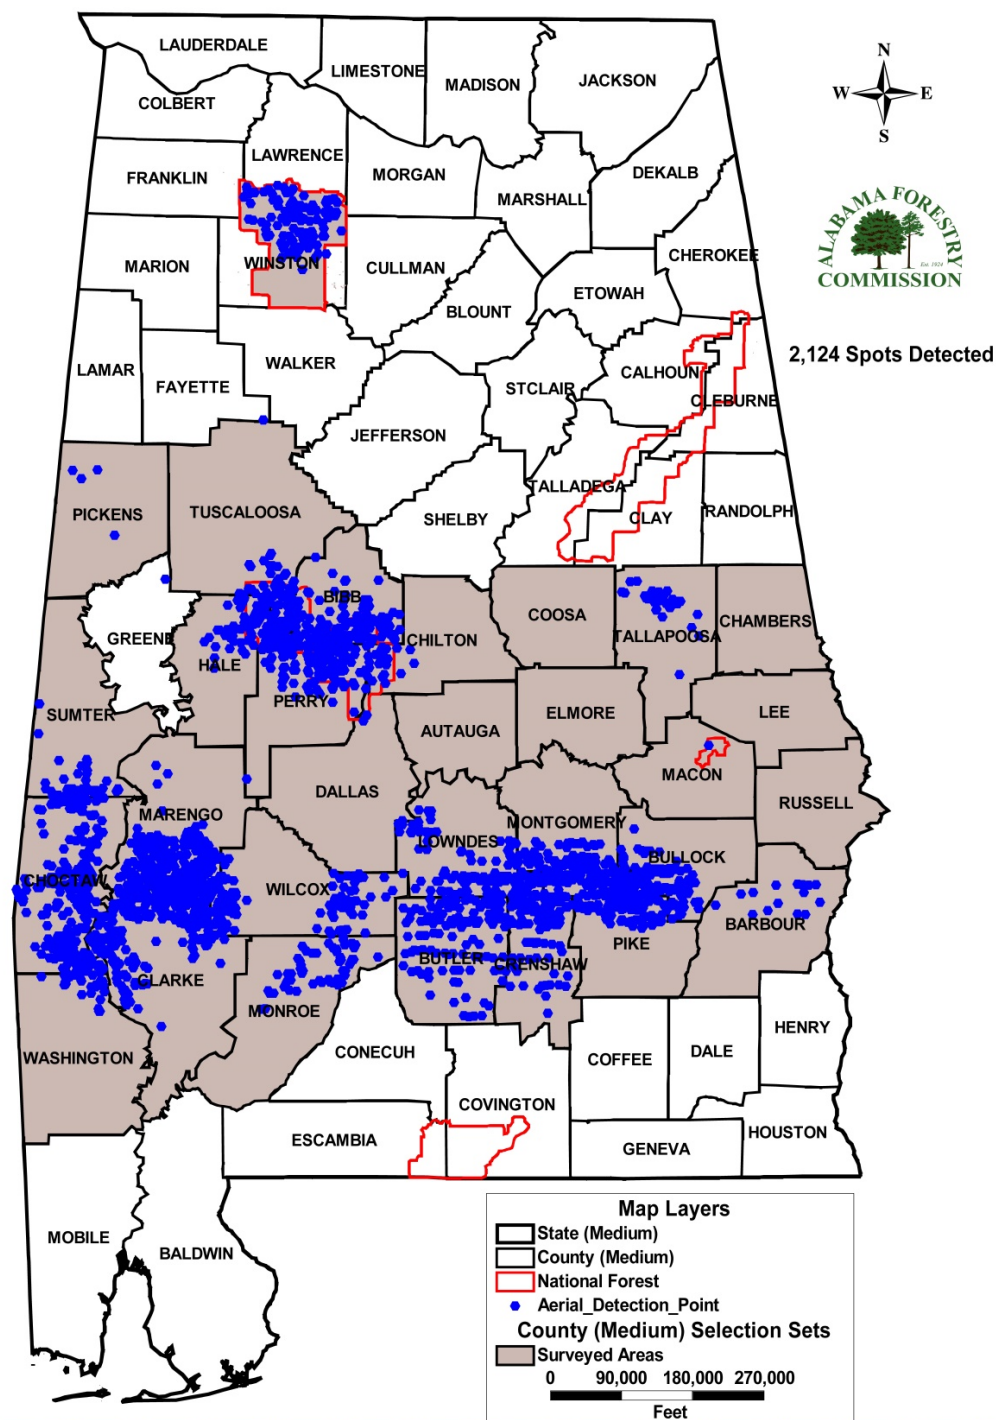 LAUDERDALE
LIMESTONE
MADISON
JACKSON
N
W E
S
COLBERT
LAWRENCE
FRANKLIN
MORGAN
DEKALB
MARSHALL
ALABAMA FORESTRY
Est. 1924
COMMISSION
CHEROKEE
MARION
WINSTON
CULLMAN
ETOWAH
BLOUNT
2,124 Spots Detected
LAMAR
FAYETTE
WALKER
STCLAIR
CALHOUN
CLEBURNE
JEFFERSON
PICKENS
TUSCALOOSA
SHELBY
TALLADEGA
CLAY
RANDOLPH
GREENE
HALE
BIBB
CHILTON
COOSA
TALLAPOOSA
CHAMBERS
SUMTER
PERRY
AUTAUGA
ELMORE
LEE
MACON
DALLAS
MARENGO
LOWNDES
MONTGOMERY
RUSSELL
BULLOCK
CHOCTAW
WILCOX
BARBOUR
PIKE
CLARKE
BUTLER
CRENSHAW
MONROE
WASHINGTON
CONECUH
COFFEE
DALE
HENRY
COVINGTON
ESCAMBIA
GENEVA
HOUSTON
MOBILE
BALDWIN
Map Layers
State (Medium)
County (Medium)
National Forest
Aerial_Detection_Point
County (Medium) Selection Sets
Surveyed Areas
0 90,000 180,000 270,000
Feet